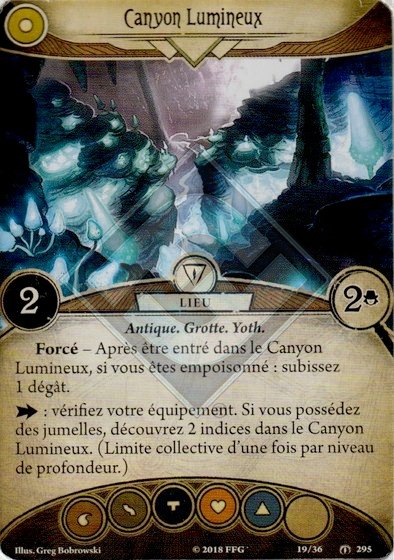 Canyon Lumineux
2
LIEU
2
Antique. Grotte. Yoth.
Forcé – Après être entré dans le Canyon
Lumineux, si vous êtes empoisonné : subissez
1 dégât.
: vérifiez votre équipement. Si vous possédez
des jumelles, découvrez 2 indices dans le Canyon
Lumineux. (Limite collective d'une fois par niveau
de profondeur.)
Illus. Greg Bobrowski © 2018 FFG 19/36 295